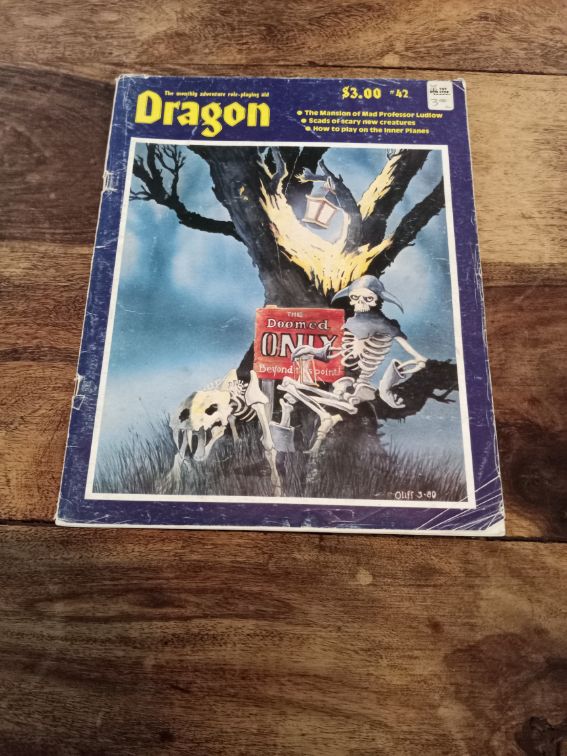 The monthly adventure role-playing aid
Dragon
$3.00 #42
• The Mansion of Mad Professor Ludlow
• Scads of scary new creatures
• How to play on the Inner Planes
THE
Doomed
ONLY
Beyond point!
Oliff 3-80